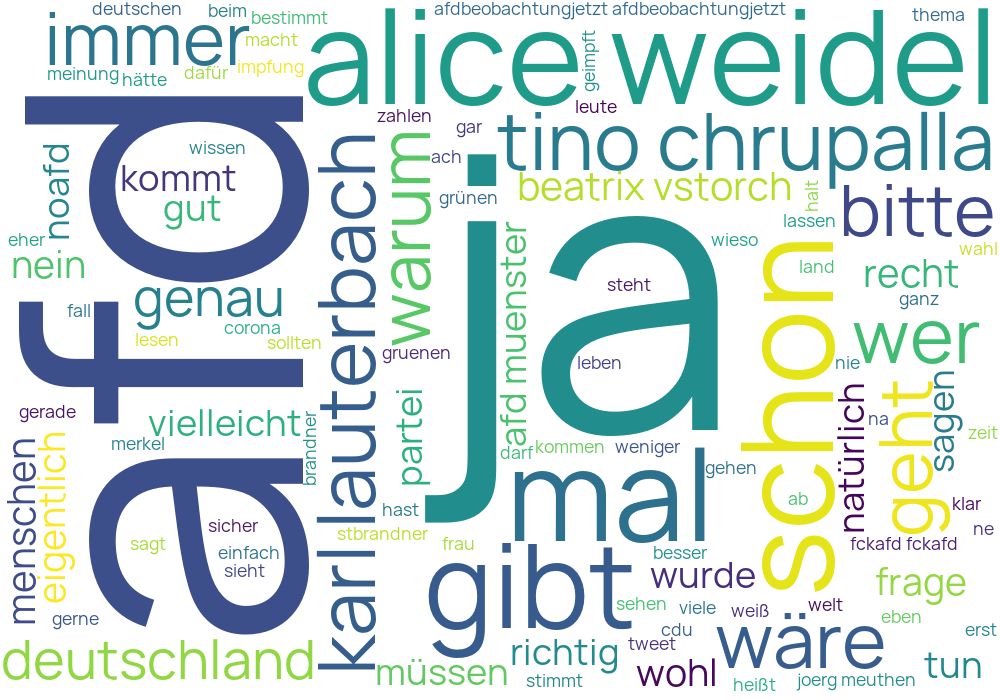 deutschen
beim
bestimmt
afdbeobachtungjetzt afdbeobachtungjetzt
thema
immer
macht
alice weidel
geimpft
meinung
hätte
dafür
impfung
zahlen
leute
afd
noafd
wissen
kommt
gut
karl lauterbach
warum
gar
ach
tino chrupalla
grünen
beatrix vstorch
halt
bitte
lassen
eher
nein
wieso
wahl
ja
schon
land
recht
genau
fall
steht
ganz
corona
lesen
sollten
gruenen
afd muenster
leben
nie
wer
gerade
vielleicht
partei
natürlich
geht
sagen
merkel
brandner
na
zeit
menschen
eigentlich
darf
kommen
weniger
mal
gehen
hast
ab
klar
sicher
sagt
einfach
sieht
stbrandner
frau
besser
fckafd fckafd
ne
gibt
wurde
frage
gerne
sehen
viele
weiß
welt
eben
erst
cdu
wäre
deutschland
müssen
richtig
tweet
wohl
tun
stimmt
heißt
joerg meuthen